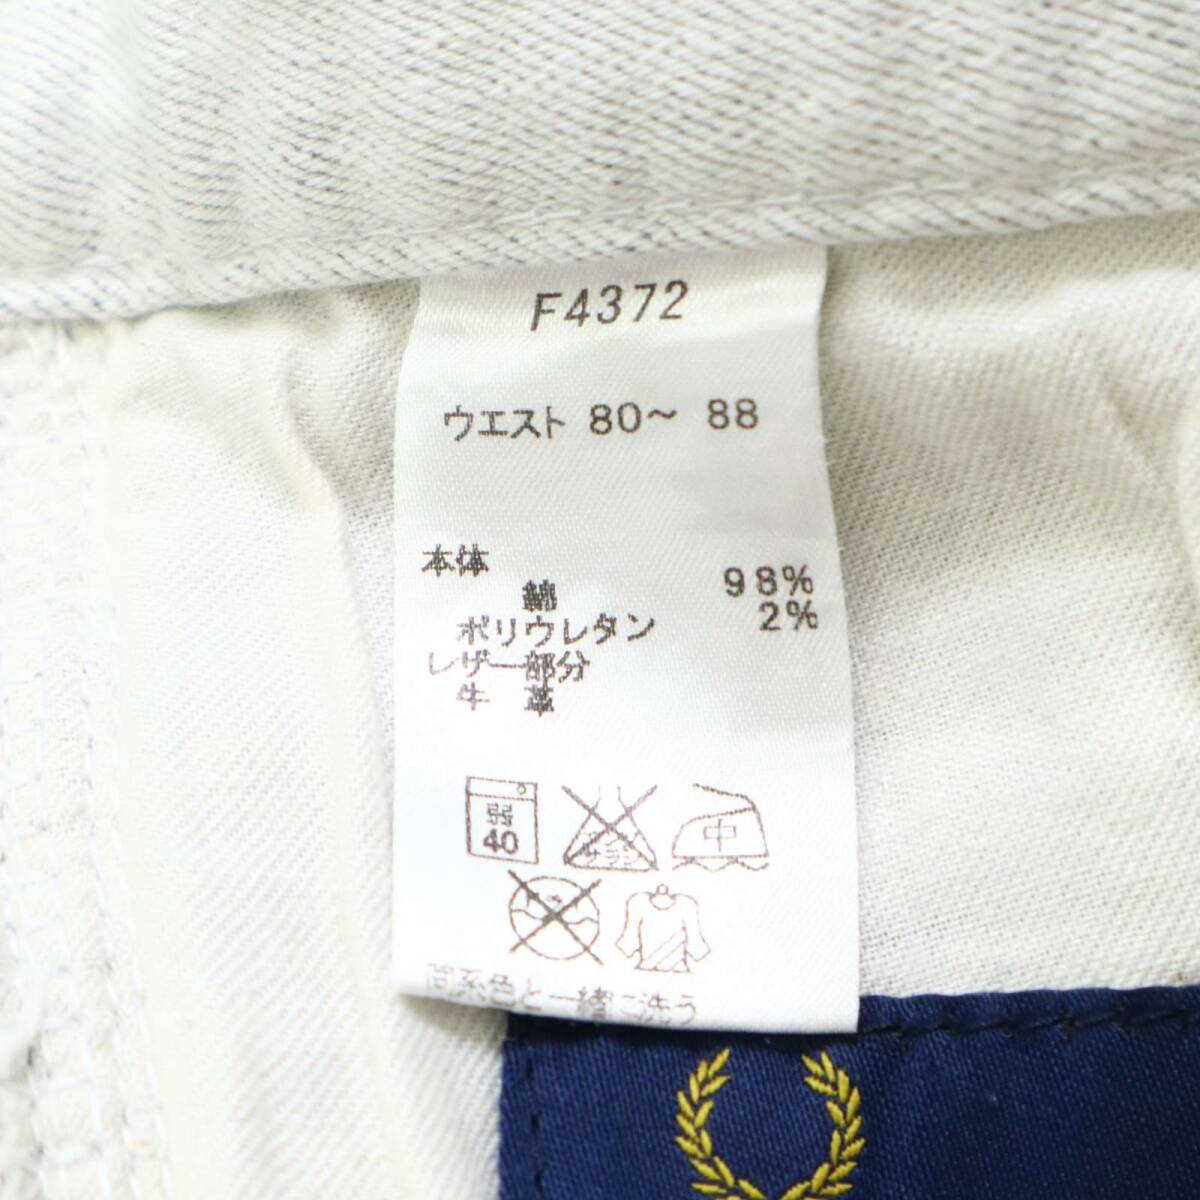 F4372
ウエスト 80～ 88
本体
綿 98%
ポリウレタン 2%
レザー部分
牛 革
弱
40
中
同系色と一緒に洗う